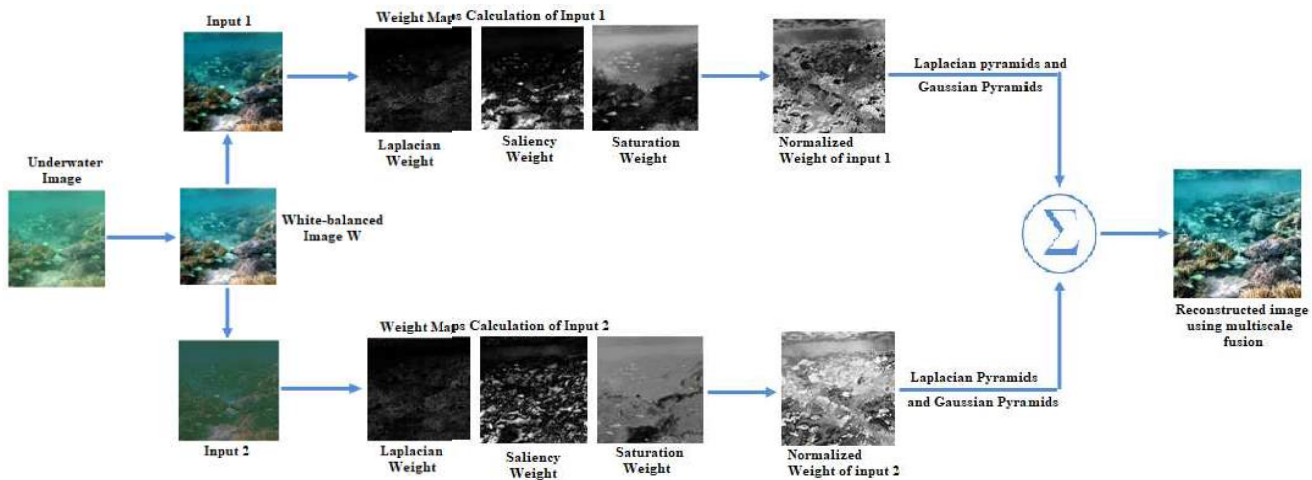 Input 1
Weight Maps Calculation of Input 1
Laplacian
Weight
Saliency
Weight
Saturation
Weight
Normalized
Weight of input 1
Laplacian pyramids and
Gaussian Pyramids
Underwater
Image
White-balanced
Image W
Σ
Reconstructed image
using multiscale
fusion
Input 2
Weight Maps Calculation of Input 2
Laplacian
Weight
Saliency
Weight
Saturation
Weight
Normalized
Weight of input 2
Laplacian Pyramids
and Gaussian Pyramids